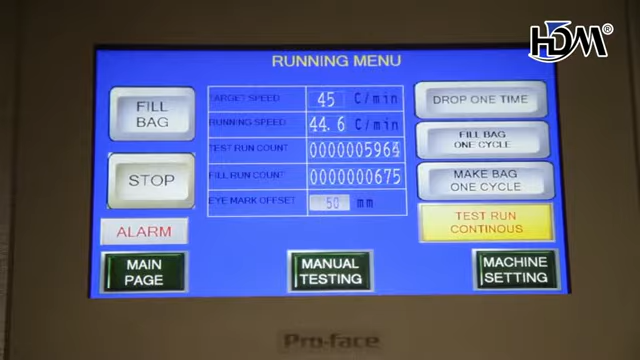 HDM®
RUNNING MENU
FILL
BAG
STOP
ALARM
MAIN
PAGE
TARGET SPEED 45 C/min
RUNNING SPEED 44.6 C/min
TEST RUN COUNT 0000005964
FILL RUN COUNT 0000000675
EYE MARK OFFSET 50 mm
MANUAL
TESTING
DROP ONE TIME
FILL BAG
ONE CYCLE
MAKE BAG
ONE CYCLE
TEST RUN
CONTINOUS
MACHINE
SETTING
Pro-face